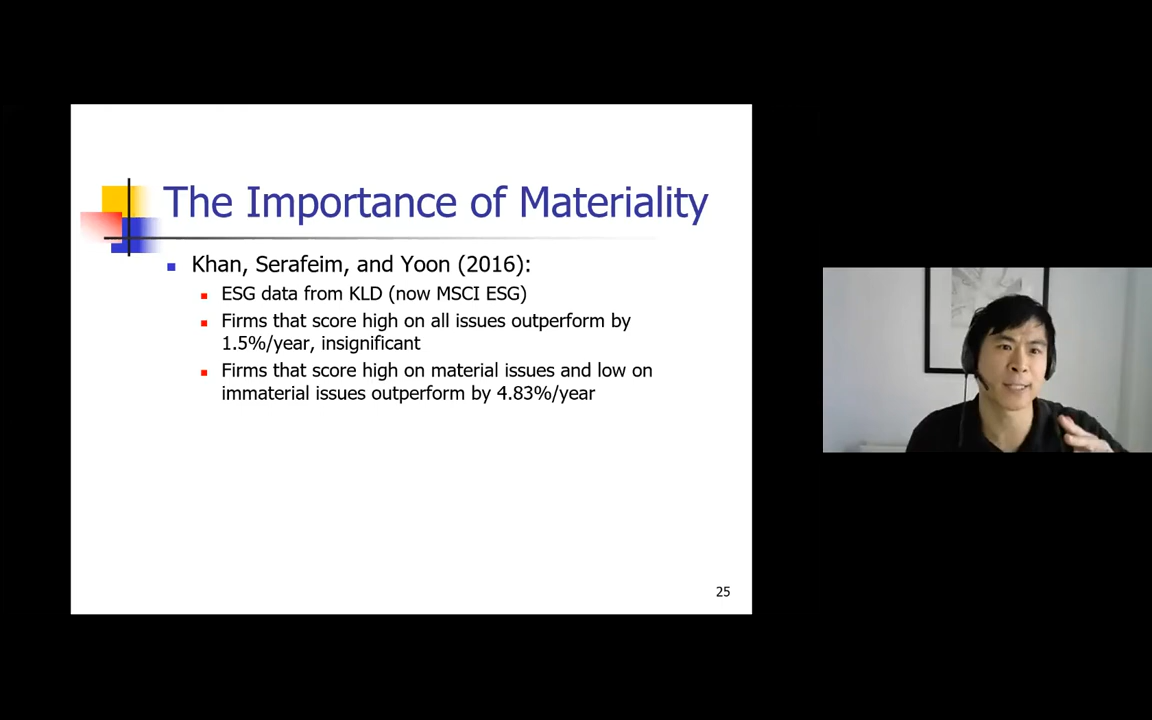 The Importance of Materiality
Khan, Serafeim, and Yoon (2016):
ESG data from KLD (now MSCI ESG)
Firms that score high on all issues outperform by
1.5%/year, insignificant
Firms that score high on material issues and low on
immaterial issues outperform by 4.83%/year
25